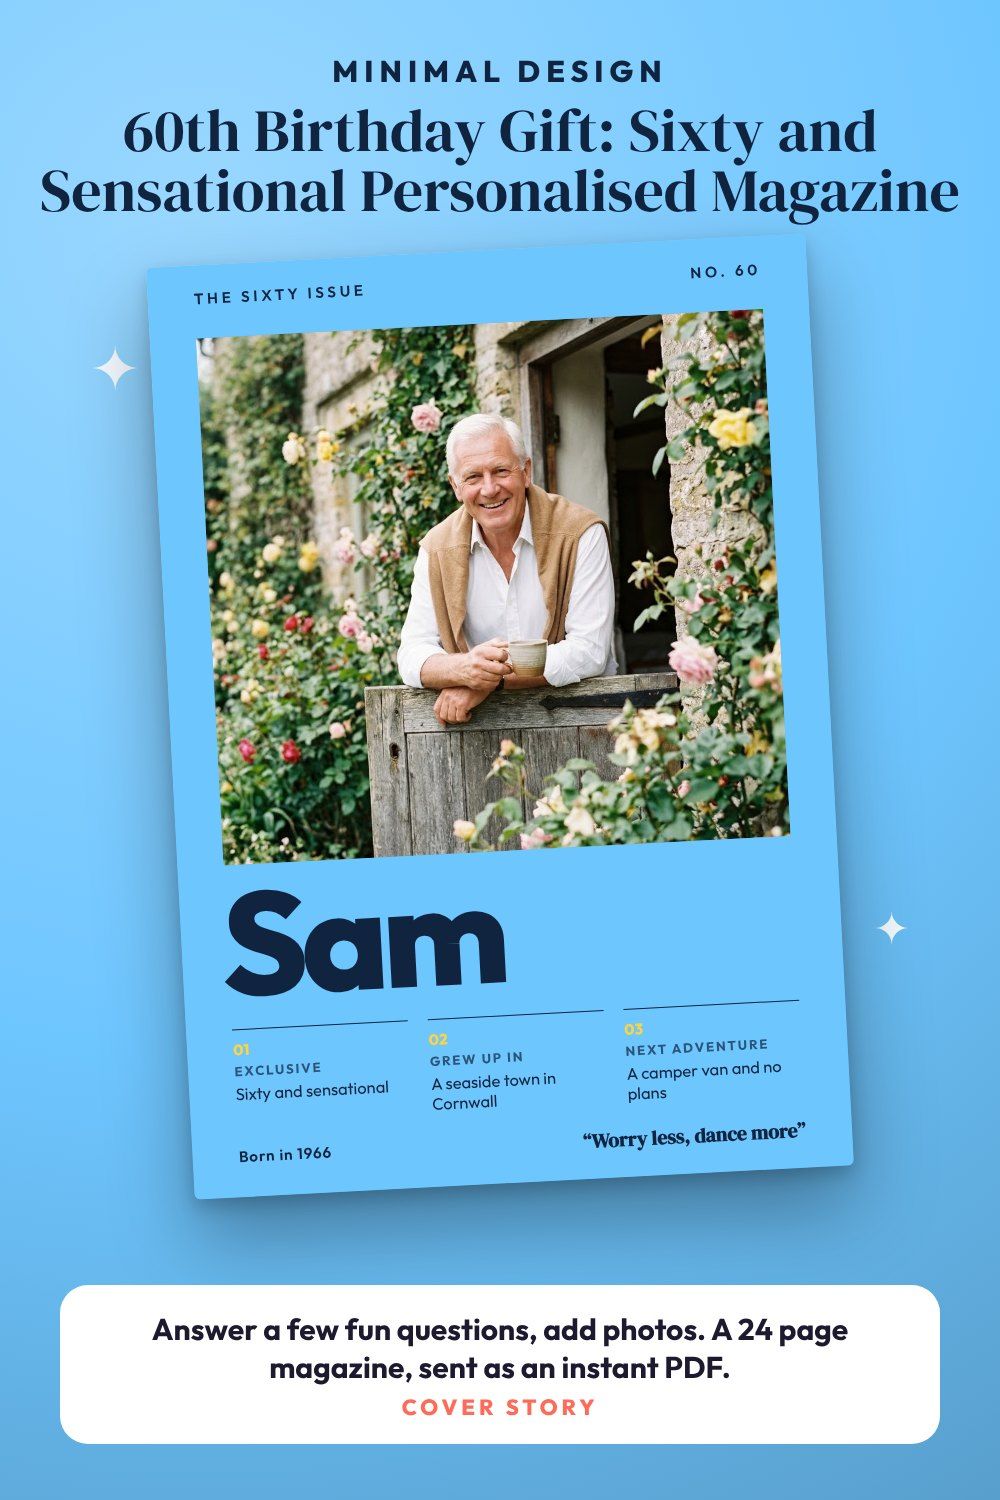 MINIMAL DESIGN
60th Birthday Gift: Sixty and
Sensational Personalised Magazine
THE SIXTY ISSUE
NO. 60
Sam
01
EXCLUSIVE
Sixty and sensational
02
GREW UP IN
A seaside town in
Cornwall
03
NEXT ADVENTURE
A camper van and no
plans
Born in 1966
“Worry less, dance more”
Answer a few fun questions, add photos. A 24 page
magazine, sent as an instant PDF.
COVER STORY